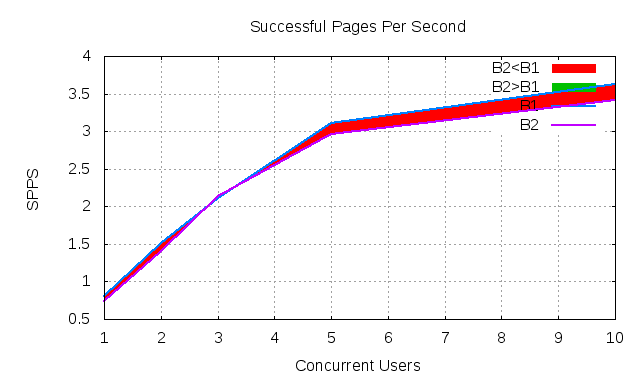 Successful Pages Per Second
4
3.5
3
2.5
2
1.5
1
0.5
SPPS
B2<B1
B2>B1
B1
B2
1 2 3 4 5 6 7 8 9 10
Concurrent Users